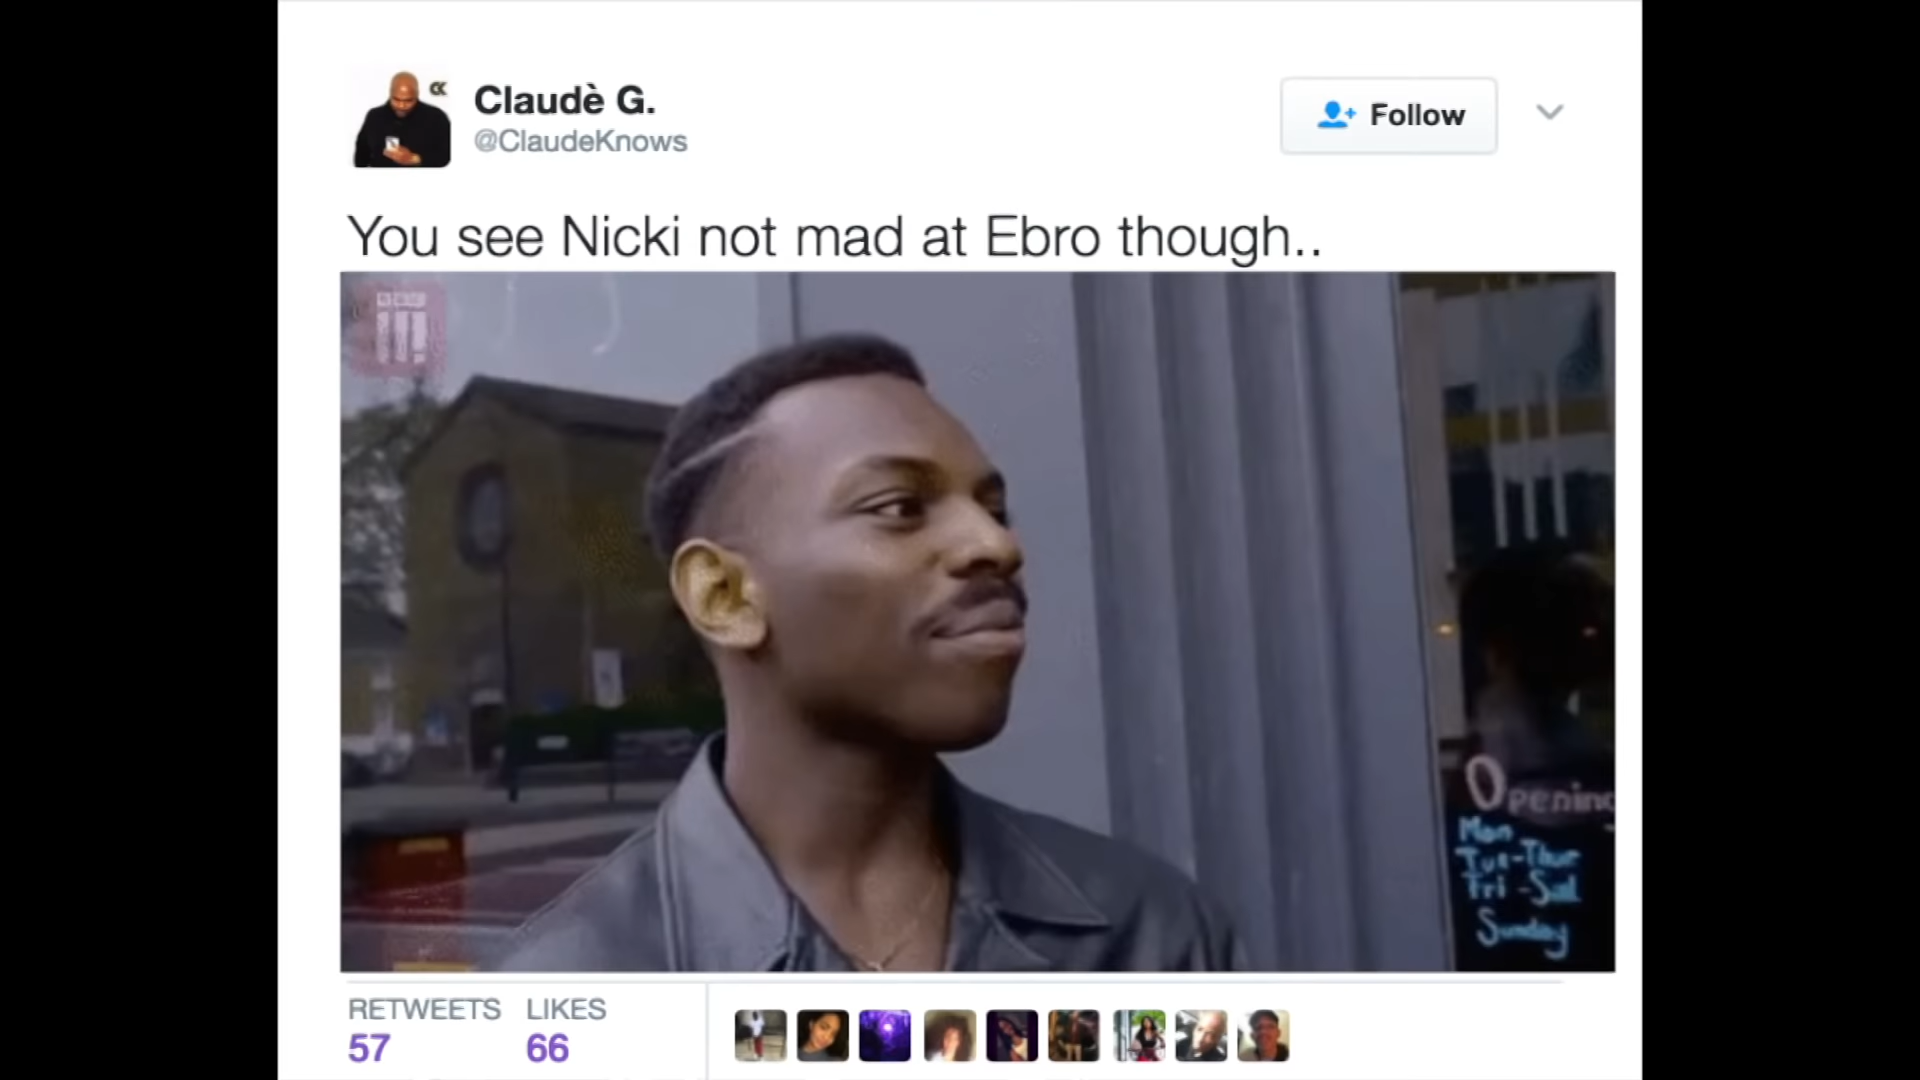 Claudè G.
@ClaudeKnows
Follow
You see Nicki not mad at Ebro though..
Opening
Mon
Tue-Thur
Fri-Sat
Sunday
RETWEETS LIKES
57 66